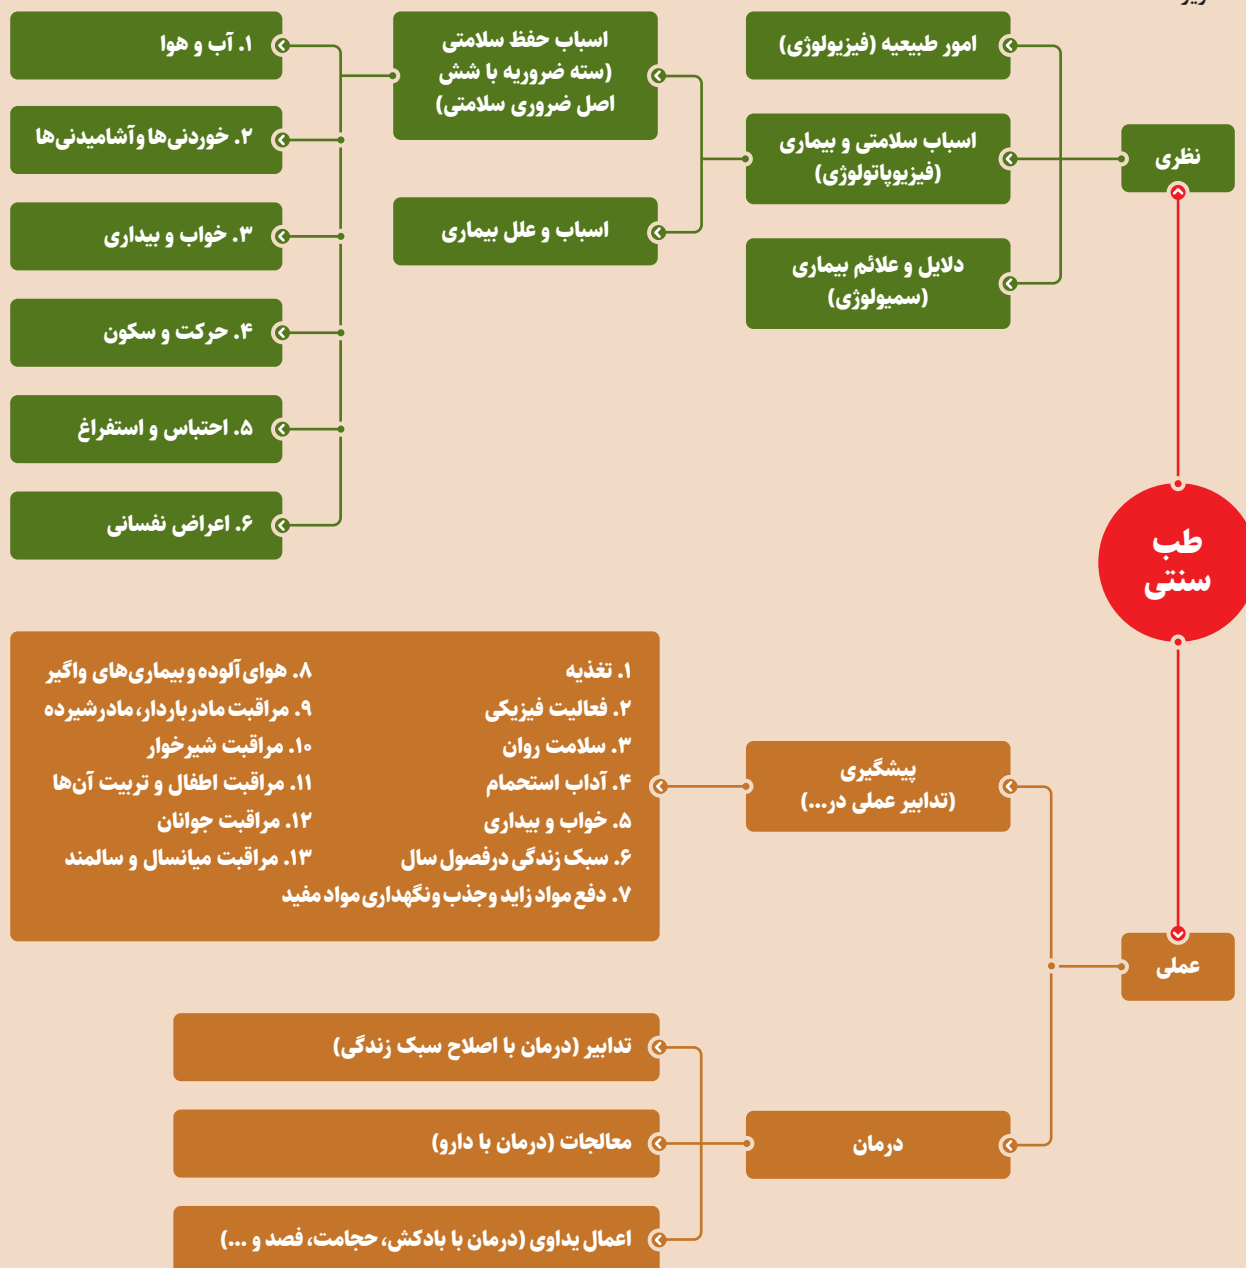 طب
سنتی
نظری
امور طبیعیه (فیزیولوژی)
اسباب سلامتی و بیماری
(فیزیوپاتولوژی)
دلایل و علائم بیماری
(سمیولوژی)
اسباب حفظ سلامتی
(سته ضروریه با شش
اصل ضروری سلامتی)
اسباب و علل بیماری
۱. آب و هوا
۲. خوردنی‌ها وآشامیدنی‌ها
۳. خواب و بیداری
۴. حرکت و سکون
۵. احتباس و استفراغ
۶. اعراض نفسانی
عملی
پیشگیری
(تدابیر عملی در...)
۱. تغذیه
۲. فعالیت فیزیکی
۳. سلامت روان
۴. آداب استحمام
۵. خواب و بیداری
۶. سبک زندگی درفصول سال
۷. دفع مواد زاید وجذب ونگهداری مواد مفید
۸. هوای آلوده وبیماری‌های واگیر
۹. مراقبت مادر باردار، مادرشیرده
۱۰. مراقبت شیرخوار
۱۱. مراقبت اطفال و تربیت آن‌ها
۱۲. مراقبت جوانان
۱۳. مراقبت میانسال و سالمند
درمان
تدابیر (درمان با اصلاح سبک زندگی)
معالجات (درمان با دارو)
اعمال یداوی (درمان با بادکش، حجامت، فصد و ...)